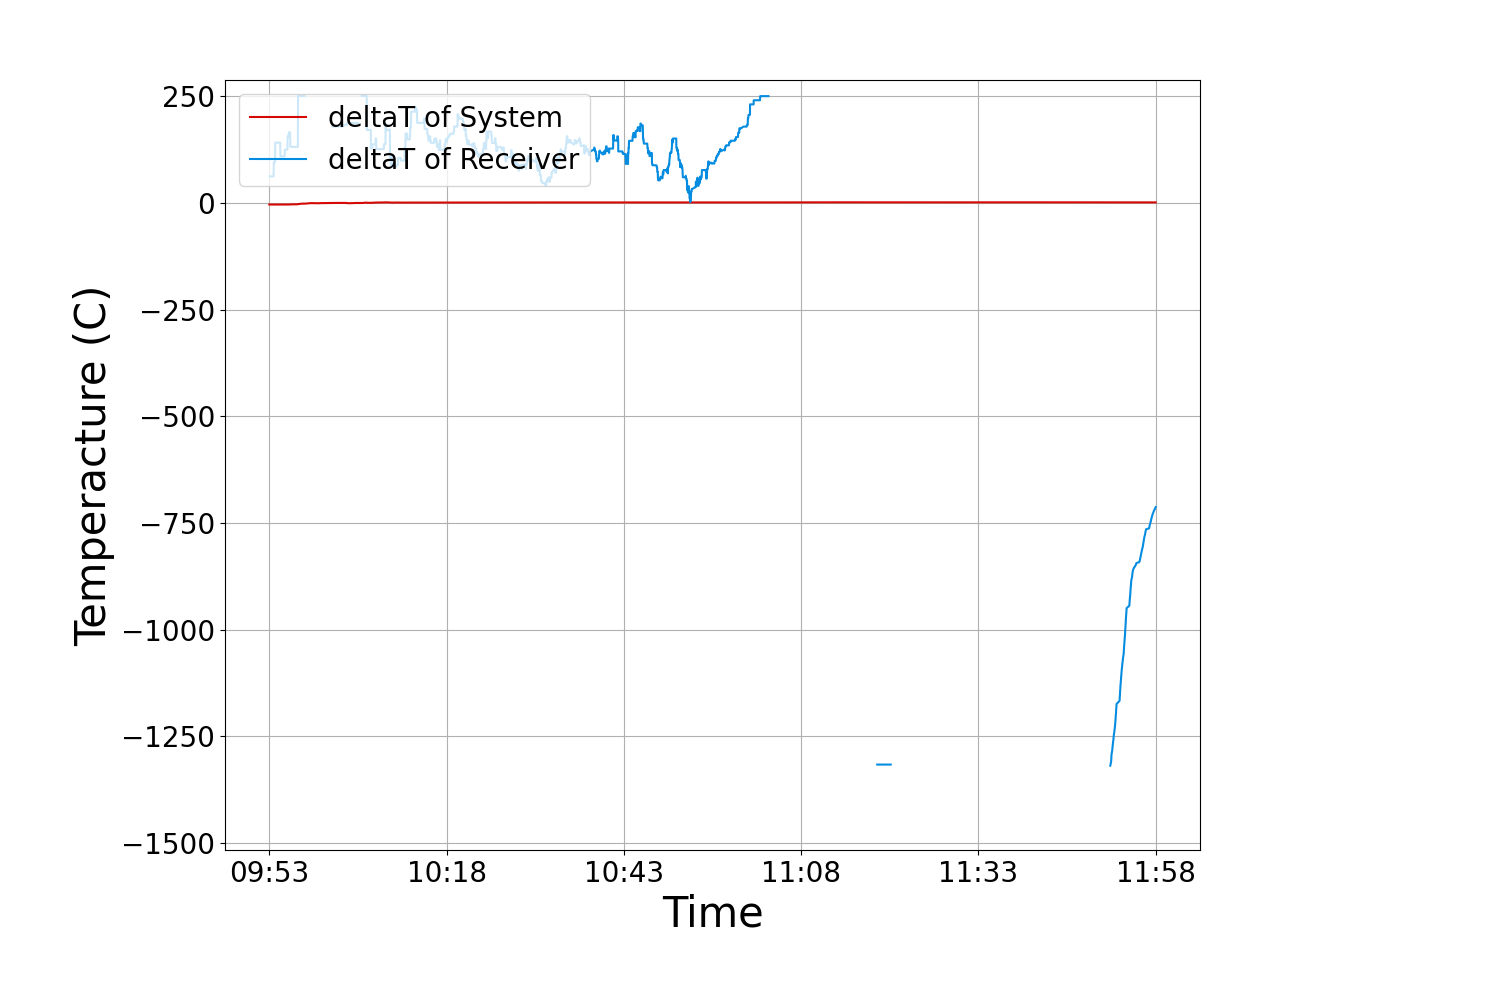 deltaT of System
deltaT of Receiver
250
0
−250
−500
−750
−1000
−1250
−1500
Temperacture (C)
09:53 10:18 10:43 11:08 11:33 11:58
Time